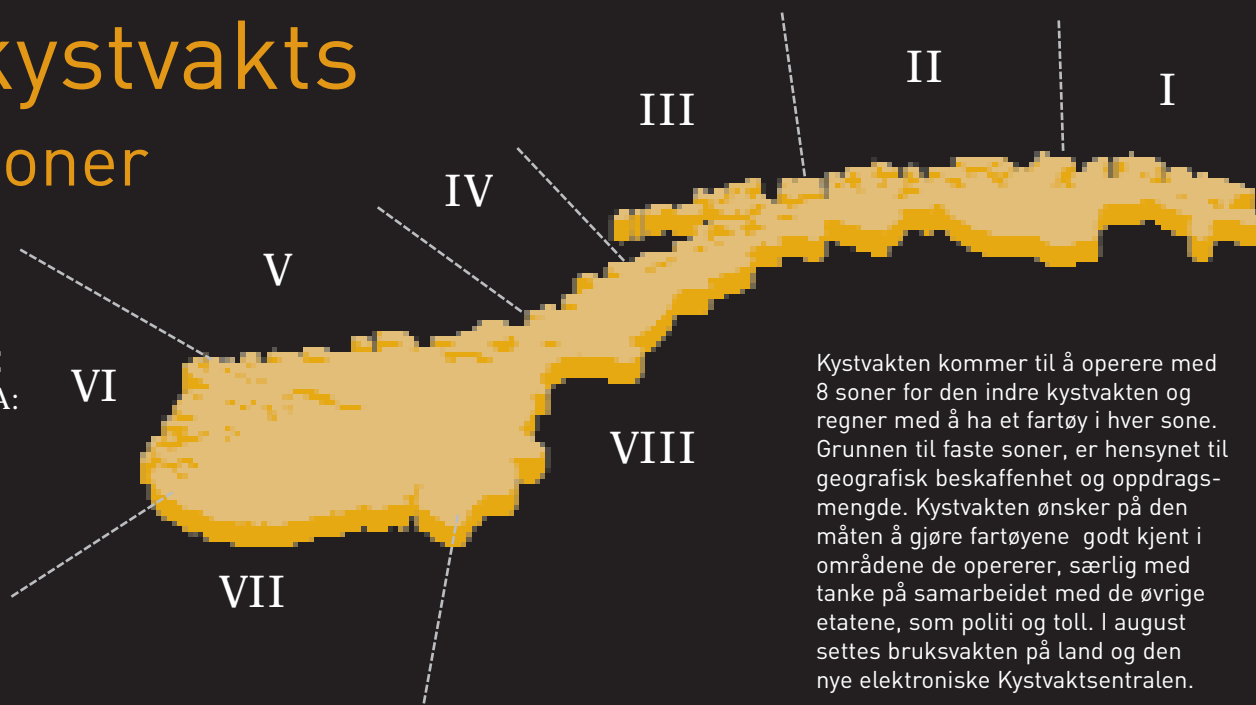 kystvakts
oner
III
II
I
IV
V
VI
A:
VIII
VII
Kystvakten kommer til å operere med
8 soner for den indre kystvakten og
regner med å ha et fartøy i hver sone.
Grunnen til faste soner, er hensynet til
geografisk beskaffenhet og oppdrags-
mengde. Kystvakten ønsker på den
måten å gjøre fartøyene  godt kjent i
områdene de opererer, særlig med
tanke på samarbeidet med de øvrige
etatene, som politi og toll. I august
settes bruksvakten på land og den
nye elektroniske Kystvaktsentralen.